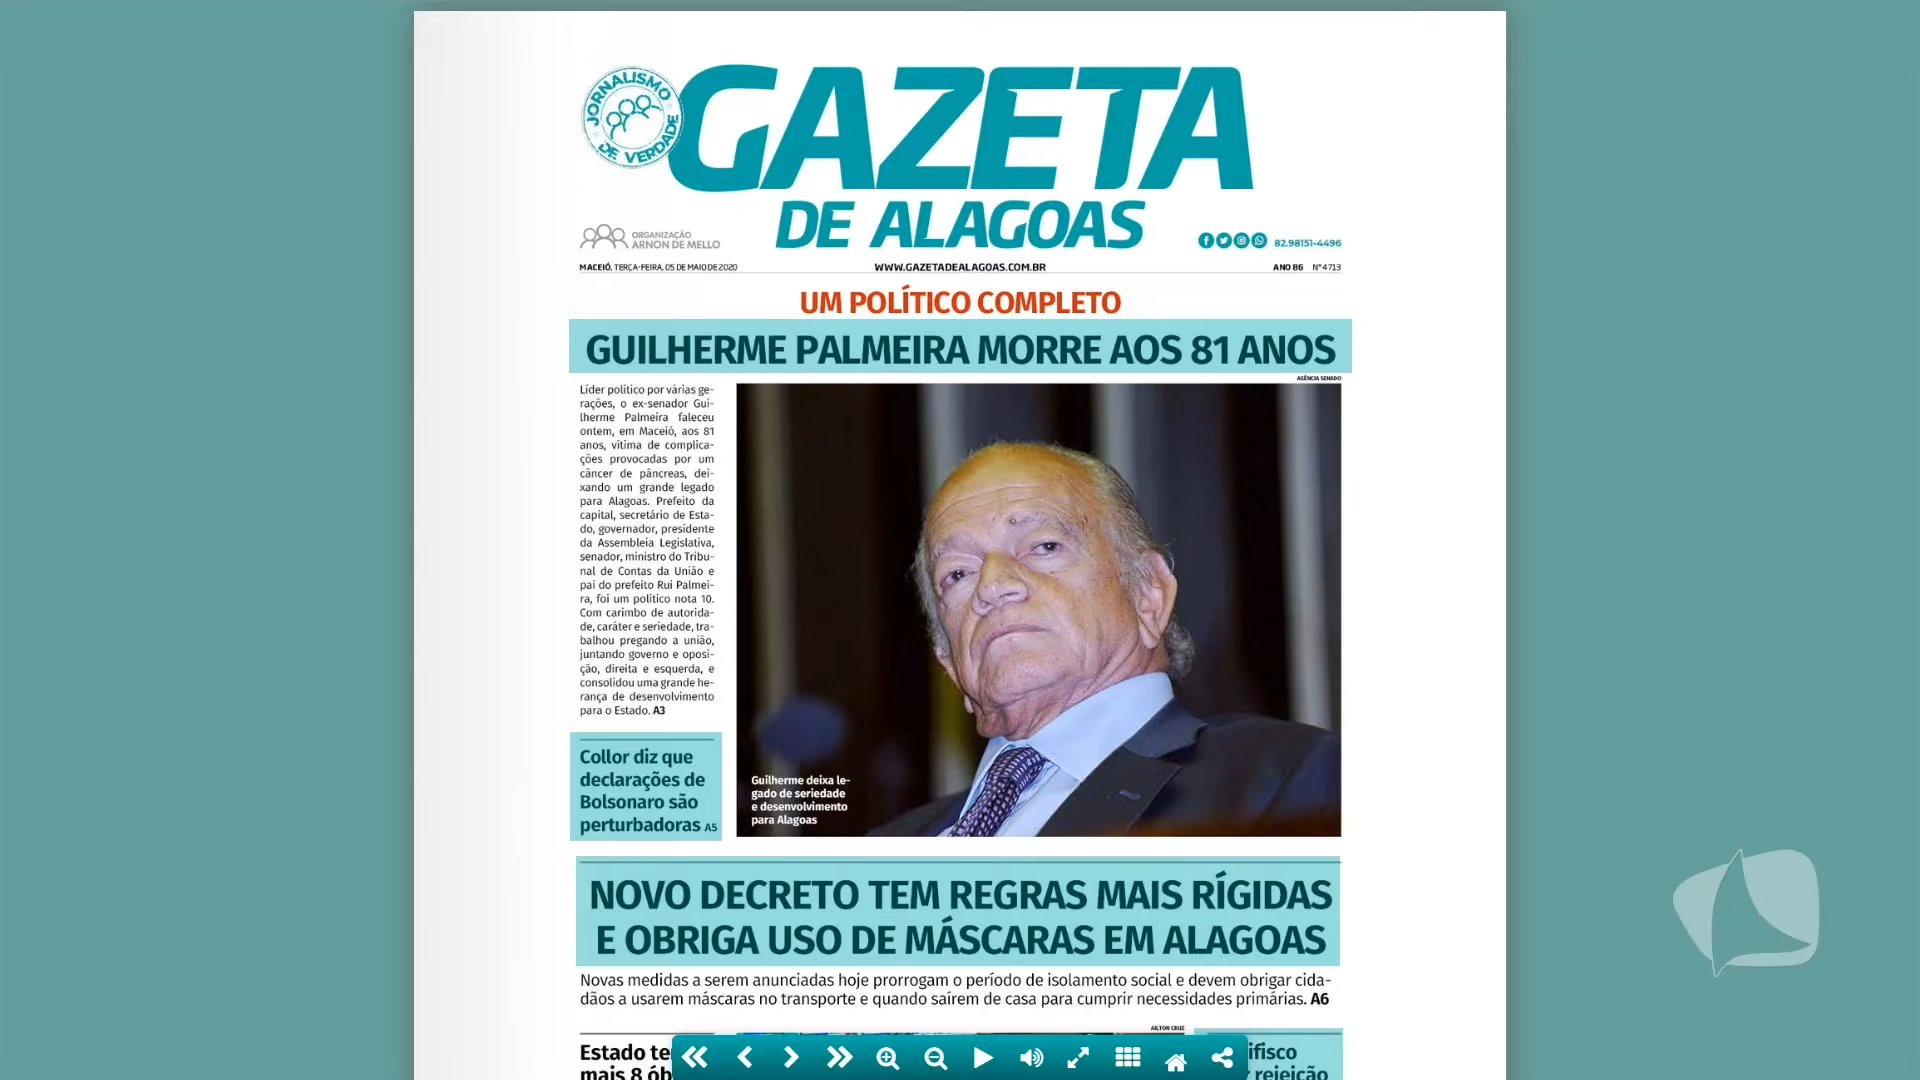 JORNALISMO
DE VERDADE
GAZETA
DE ALAGOAS
ORGANIZAÇÃO
ARNON DE MELLO
82.98151-4496
MACEIÓ, TERÇA-FEIRA, 05 DE MAIO DE 2020
WWW.GAZETADEALAGOAS.COM.BR
ANO 86 Nº 4713
UM POLÍTICO COMPLETO
GUILHERME PALMEIRA MORRE AOS 81 ANOS
AGÊNCIA SENADO
Líder político por várias ge-
rações, o ex-senador Gui-
lherme Palmeira faleceu
ontem, em Maceió, aos 81
anos, vítima de complica-
ções provocadas por um
câncer de pâncreas, dei-
xando um grande legado
para Alagoas. Prefeito da
capital, secretário de Esta-
do, governador, presidente
da Assembleia Legislativa,
senador, ministro do Tribu-
nal de Contas da União e
pai do prefeito Rui Palmei-
ra, foi um político nota 10.
Com carimbo de autorida-
de, caráter e seriedade, tra-
balhou pregando a união,
juntando governo e oposi-
ção, direita e esquerda, e
consolidou uma grande he-
rança de desenvolvimento
para o Estado. A3
Collor diz que
declarações de
Bolsonaro são
perturbadoras A5
Guilherme deixa le-
gado de seriedade
e desenvolvimento
para Alagoas
NOVO DECRETO TEM REGRAS MAIS RÍGIDAS
E OBRIGA USO DE MÁSCARAS EM ALAGOAS
Novas medidas a serem anunciadas hoje prorrogam o período de isolamento social e devem obrigar cida-
dãos a usarem máscaras no transporte e quando saírem de casa para cumprir necessidades primárias. A6
AILTON CRUZ
Estado te
mais 8 ób
ifisco
rejeição